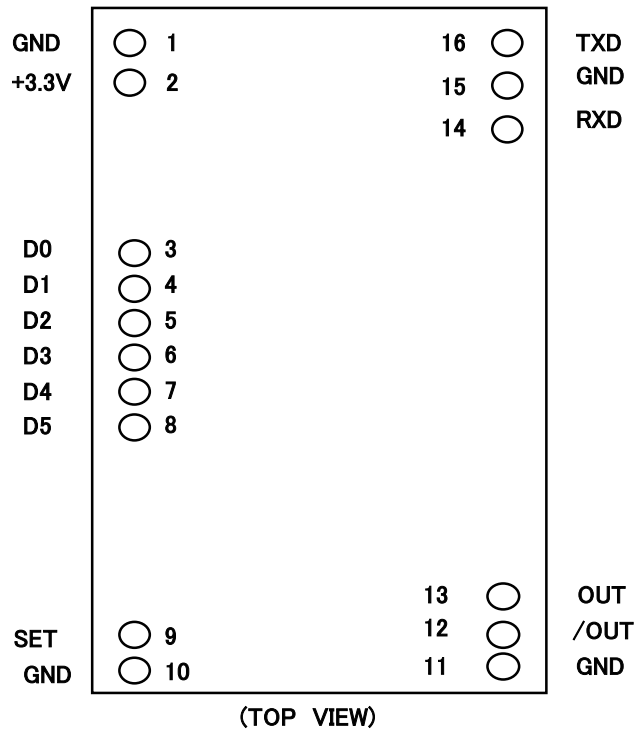 GND 1 16 TXD
+3.3V 2 15 GND
14 RXD
D0 3
D1 4
D2 5
D3 6
D4 7
D5 8
13 OUT
SET 9 12 /OUT
GND 10 11 GND
(TOP VIEW)